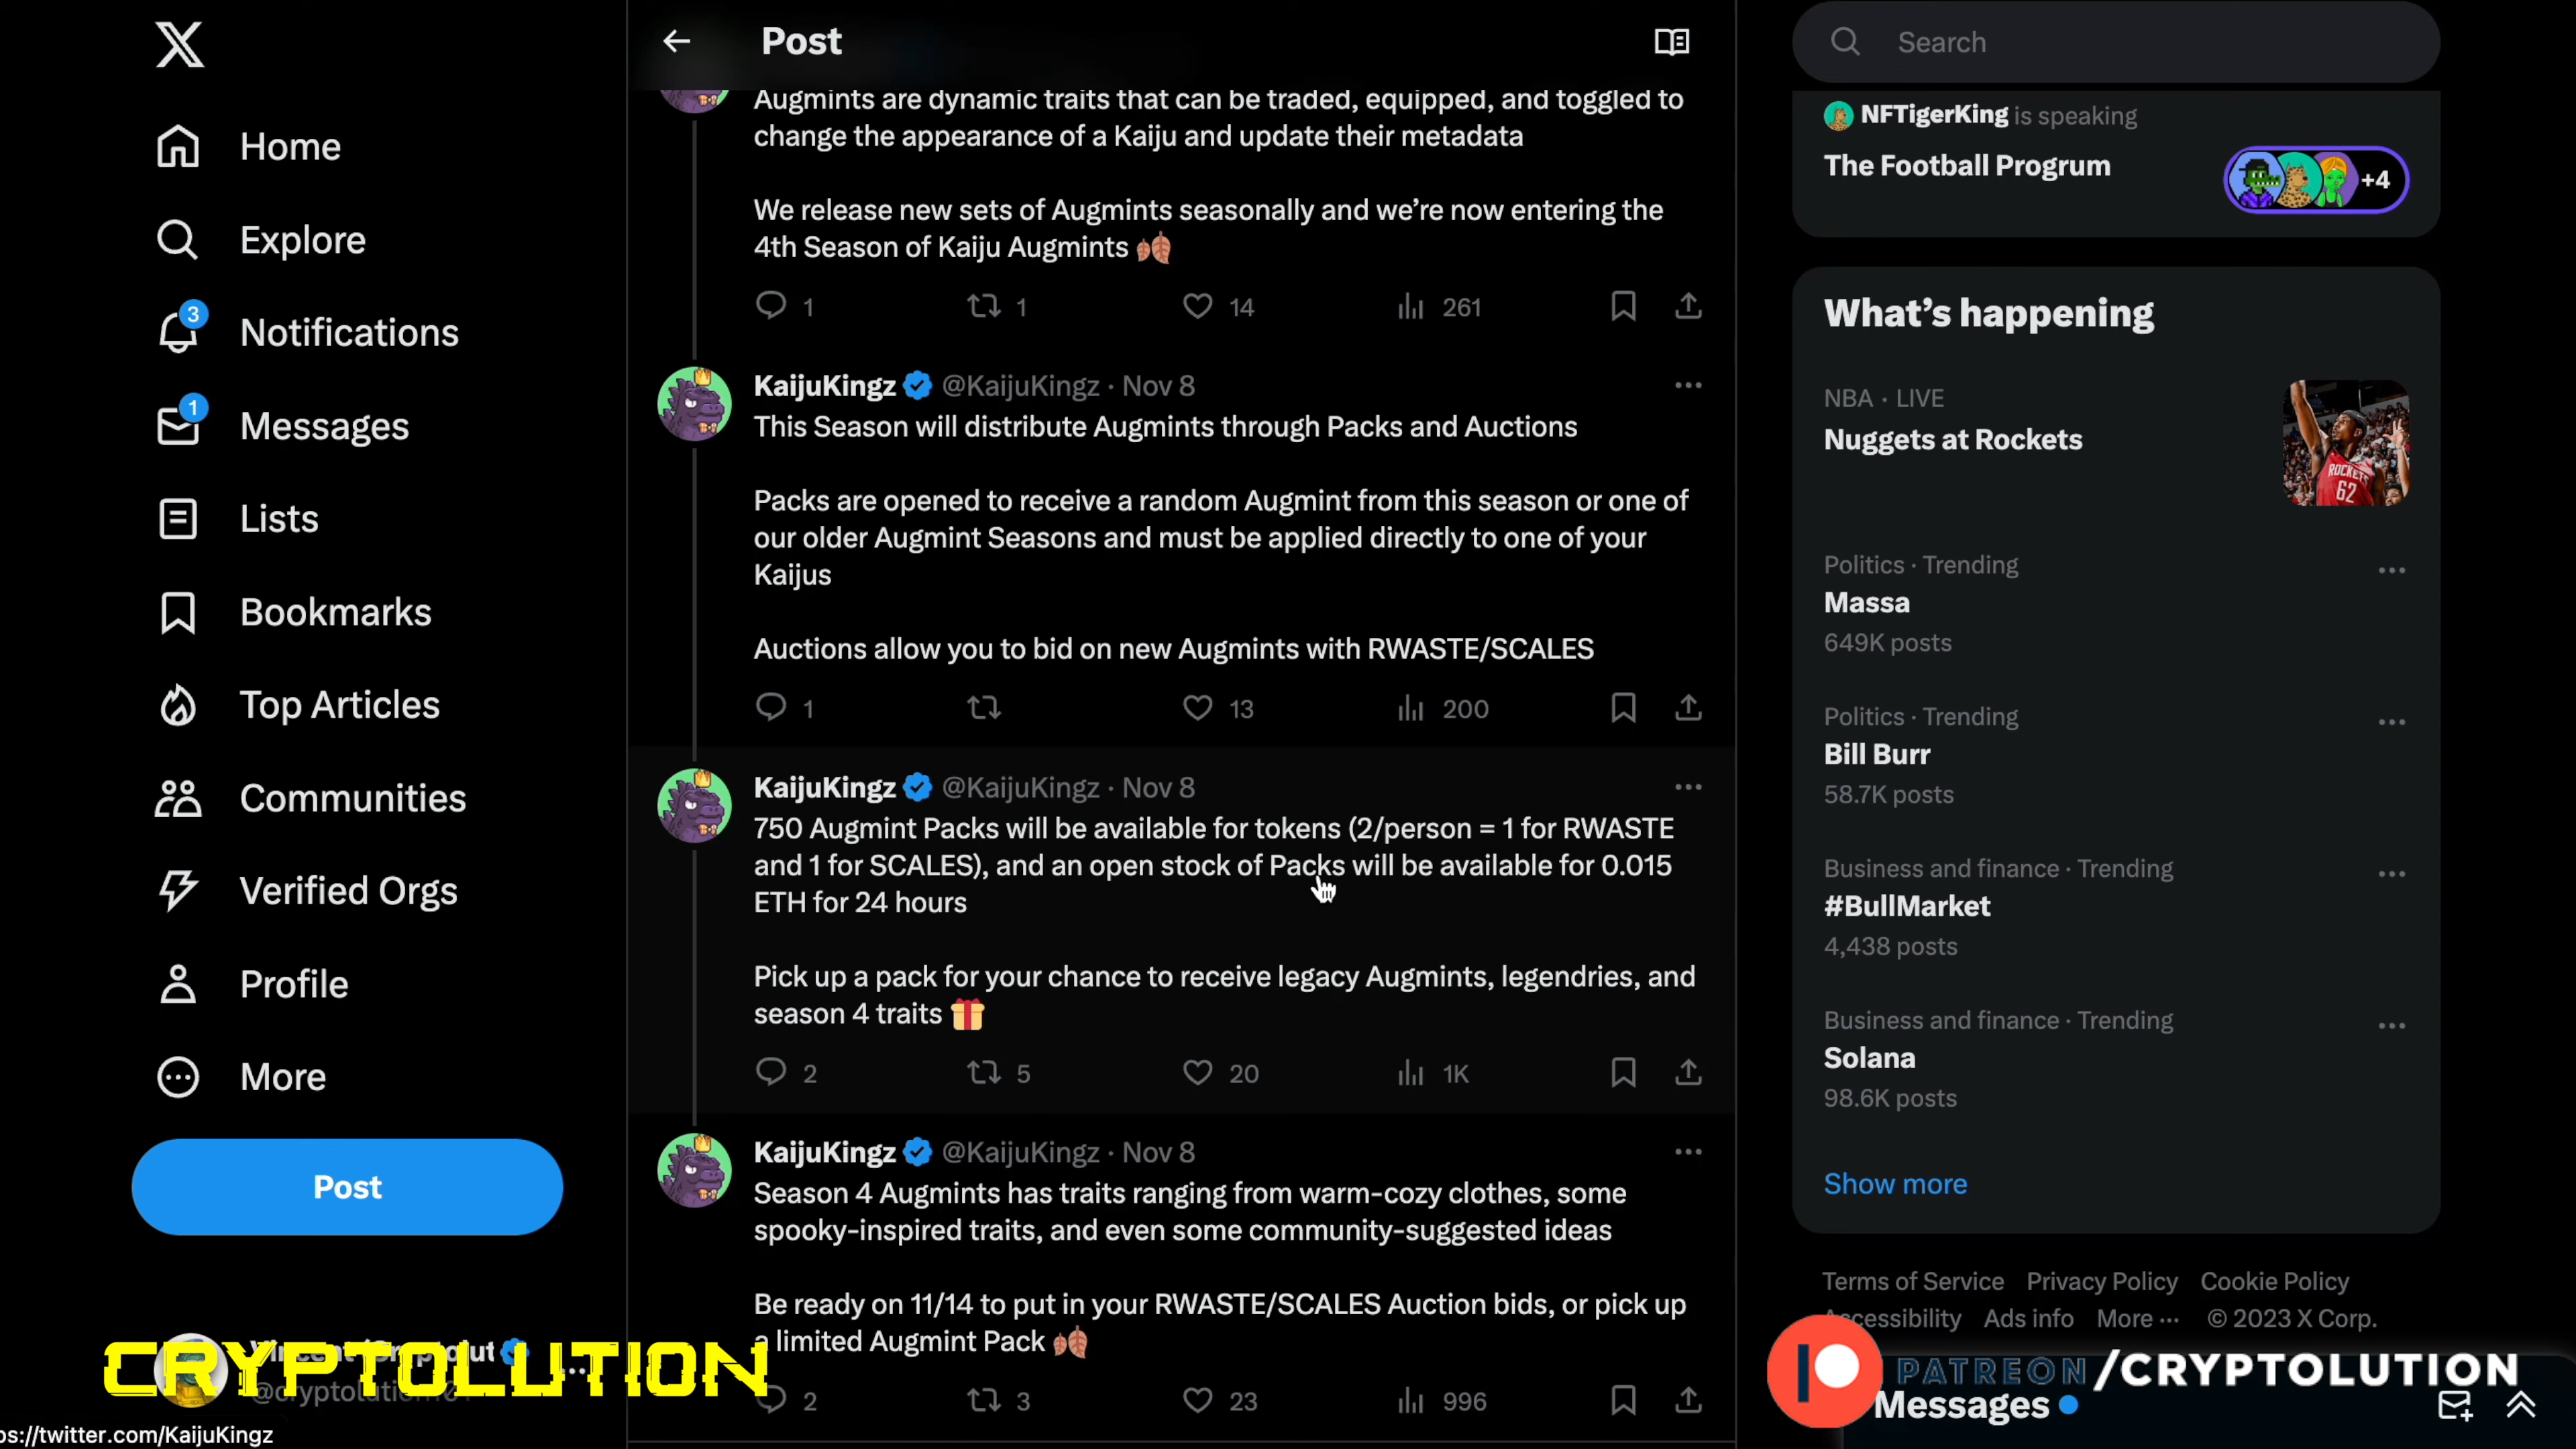 Home
Explore
3
Notifications
1
Messages
Lists
Bookmarks
Top Articles
Communities
Verified Orgs
Profile
More
Post
@cryptolution
CRYPTOLUTION
ps://twitter.com/KaijuKingz
Post
Augmints are dynamic traits that can be traded, equipped, and toggled to
change the appearance of a Kaiju and update their metadata
We release new sets of Augmints seasonally and we’re now entering the
4th Season of Kaiju Augmints 🍂
1 1 14 261
KaijuKingz @KaijuKingz · Nov 8
This Season will distribute Augmints through Packs and Auctions
Packs are opened to receive a random Augmint from this season or one of
our older Augmint Seasons and must be applied directly to one of your
Kaijus
Auctions allow you to bid on new Augmints with RWASTE/SCALES
1 13 200
KaijuKingz @KaijuKingz · Nov 8
750 Augmint Packs will be available for tokens (2/person = 1 for RWASTE
and 1 for SCALES), and an open stock of Packs will be available for 0.015
ETH for 24 hours
Pick up a pack for your chance to receive legacy Augmints, legendries, and
season 4 traits 🎁
2 5 20 1K
KaijuKingz @KaijuKingz · Nov 8
Season 4 Augmints has traits ranging from warm-cozy clothes, some
spooky-inspired traits, and even some community-suggested ideas
Be ready on 11/14 to put in your RWASTE/SCALES Auction bids, or pick up
a limited Augmint Pack 🍂
2 3 23 996
Search
NFTigerKing is speaking
The Football Progrum
+4
What’s happening
NBA · LIVE
Nuggets at Rockets
ROCKETS
62
Politics · Trending
Massa
649K posts
Politics · Trending
Bill Burr
58.7K posts
Business and finance · Trending
#BullMarket
4,438 posts
Business and finance · Trending
Solana
98.6K posts
Show more
Terms of Service Privacy Policy Cookie Policy
Accessibility Ads info More ··· © 2023 X Corp.
PATREON/CRYPTOLUTION
Messages